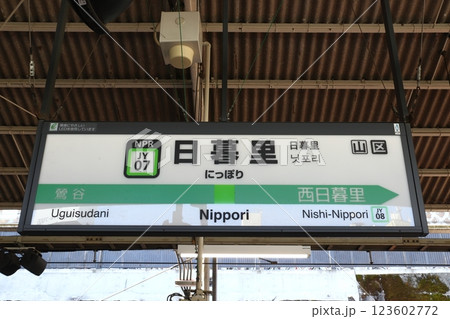 NPR
JY
07
日暮里
にっぽり
日暮里
닛포리
山 区
鶯谷
西日暮里
Uguisudani
Nippori
Nishi-Nippori
JY
08
123602772